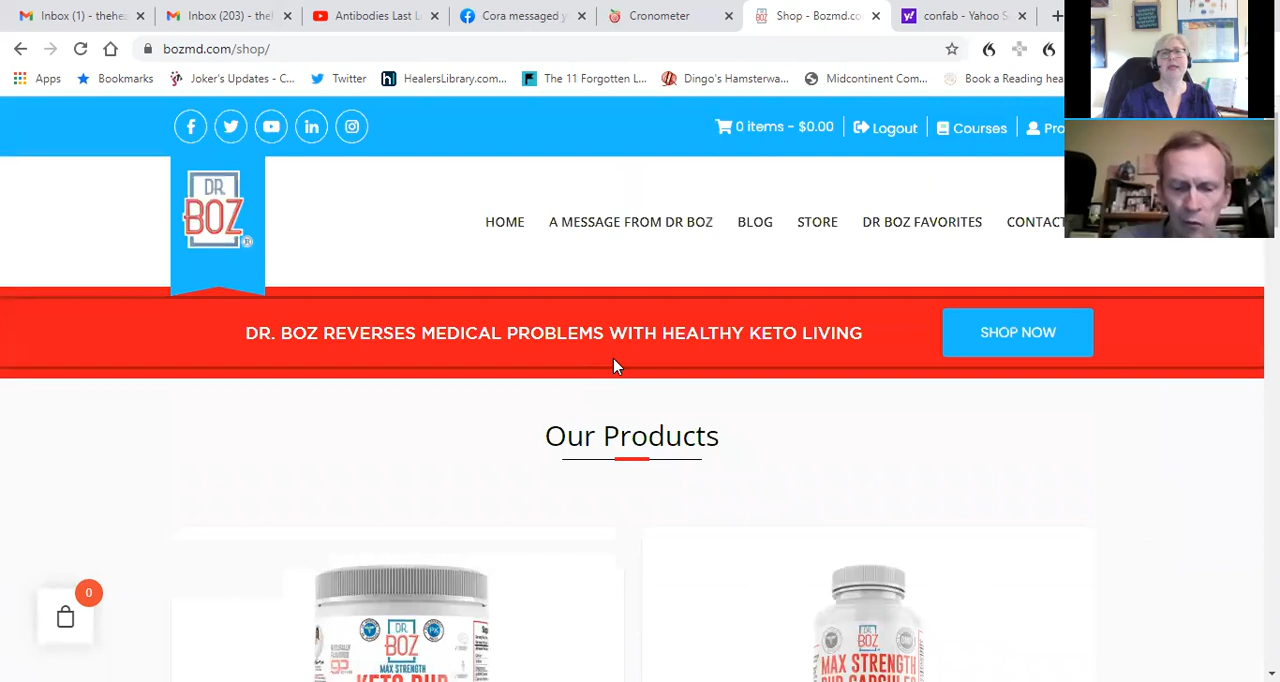 Inbox (1) - thehe
Inbox (203) - the
Antibodies Last L
Cora messaged y
Cronometer
Shop - Bozmd.co
confab - Yahoo S
bozmd.com/shop/
Apps
Bookmarks
Joker's Updates - C...
Twitter
HealersLibrary.com...
The 11 Forgotten L...
Dingo's Hamsterwa...
Midcontinent Com...
Book a Reading hea
0 items - $0.00
Logout
Courses
Pro
DR.
BOZ
HOME
A MESSAGE FROM DR BOZ
BLOG
STORE
DR BOZ FAVORITES
CONTACT
DR. BOZ REVERSES MEDICAL PROBLEMS WITH HEALTHY KETO LIVING
SHOP NOW
Our Products
0
DR.
BOZ
MAX STRENGTH
KETO CUP
DR.
BOZ
MAX STRENGTH
CAPSULES